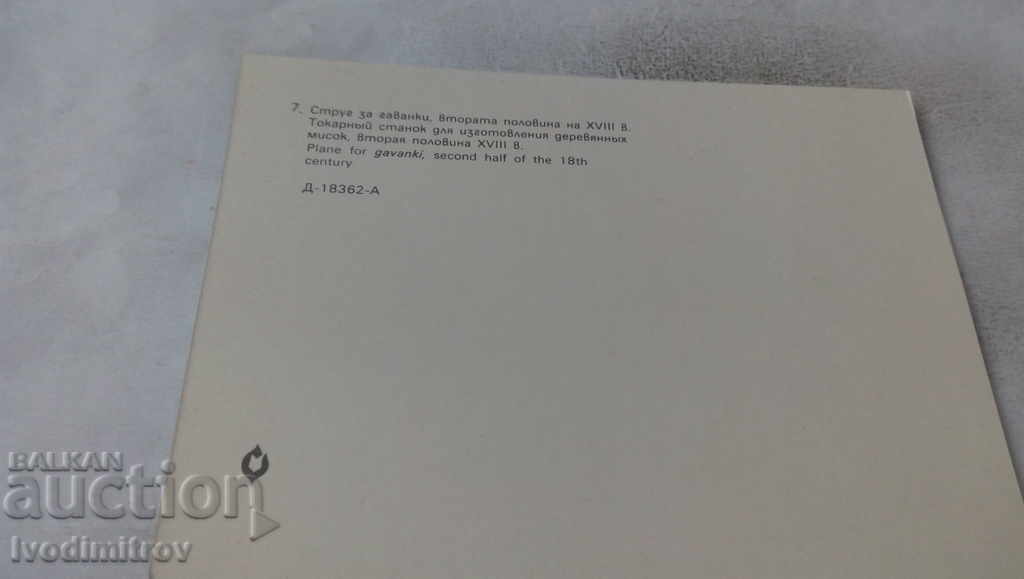 7. Струг за гаванки, втората половина на XVIII в.
Токарный станок для изготовления деревянных
мисок, вторая половина XVIII в.
Plane for gavanki, second half of the 18th
century
Д-18362-А
BALKAN
auction
Ivodimitrov